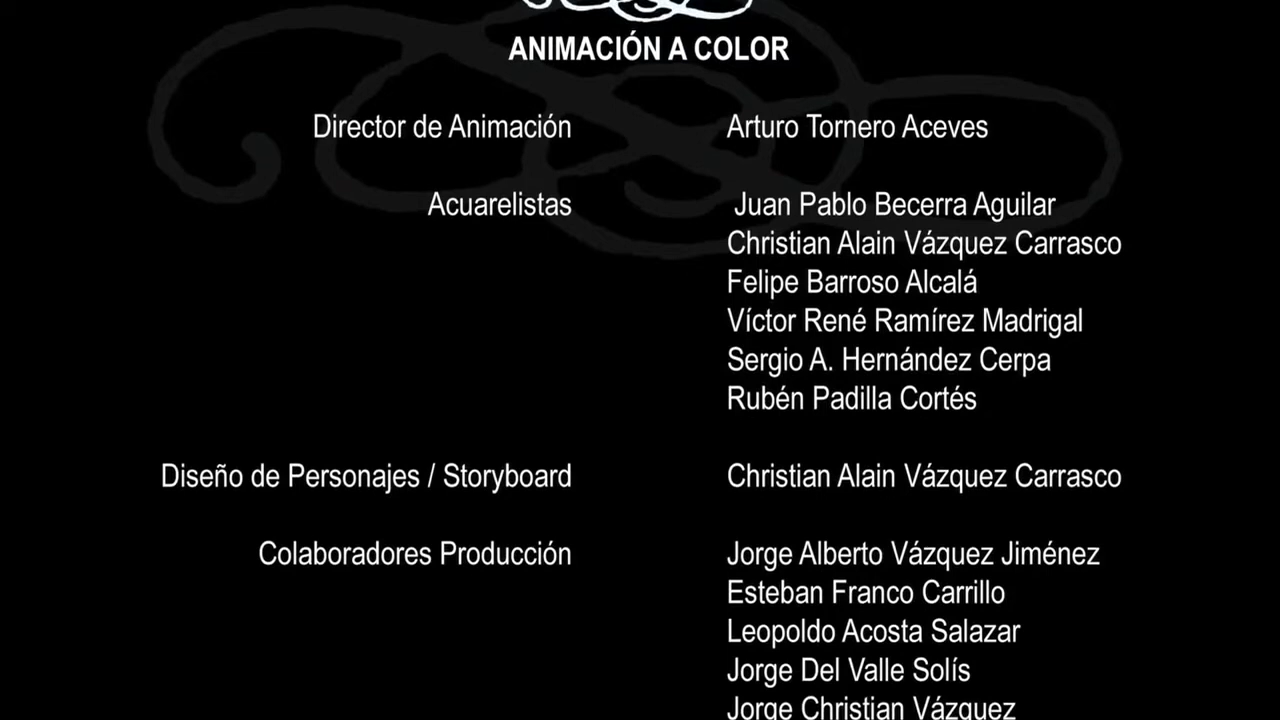 ANIMACIÓN A COLOR
Director de Animación Arturo Tornero Aceves
Acuarelistas Juan Pablo Becerra Aguilar
Christian Alain Vázquez Carrasco
Felipe Barroso Alcalá
Víctor René Ramírez Madrigal
Sergio A. Hernández Cerpa
Rubén Padilla Cortés
Diseño de Personajes / Storyboard Christian Alain Vázquez Carrasco
Colaboradores Producción Jorge Alberto Vázquez Jiménez
Esteban Franco Carrillo
Leopoldo Acosta Salazar
Jorge Del Valle Solís
Jorge Christian Vázquez